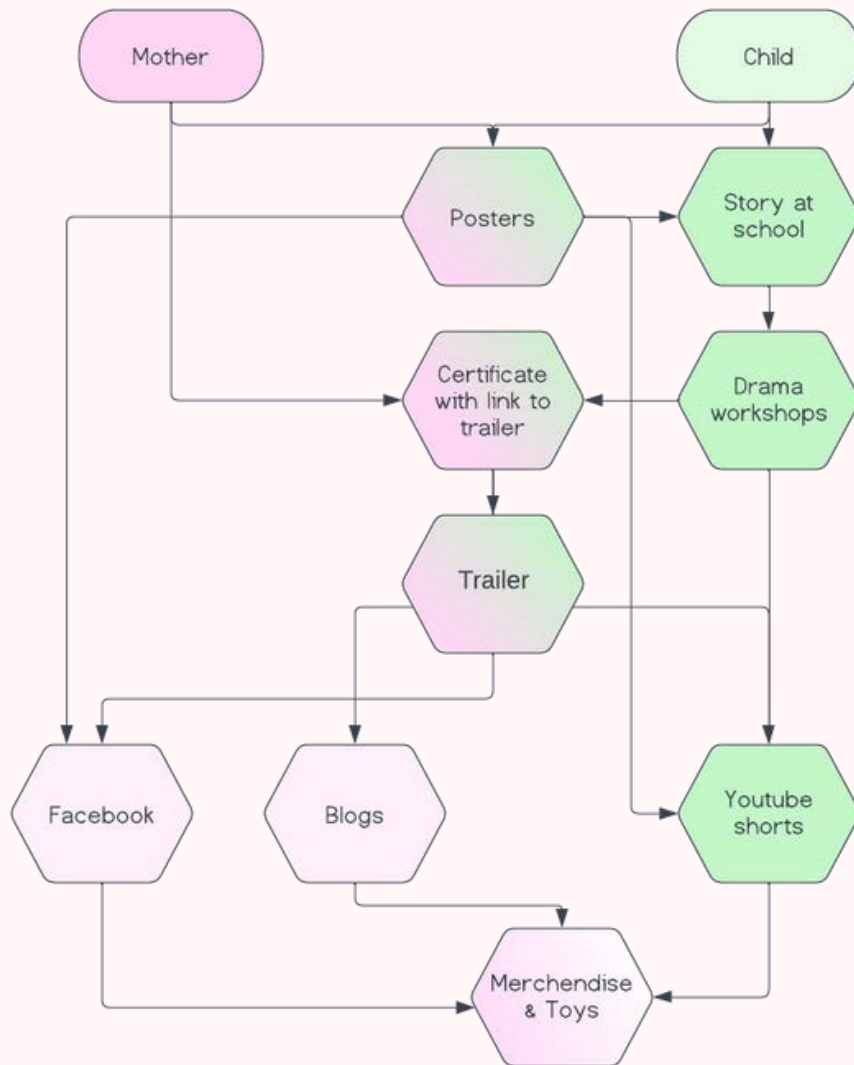 Mother
Child
Posters
Story at
school
Certificate
with link to
trailer
Drama
workshops
Trailer
Facebook
Blogs
Youtube
shorts
Merchendise
& Toys